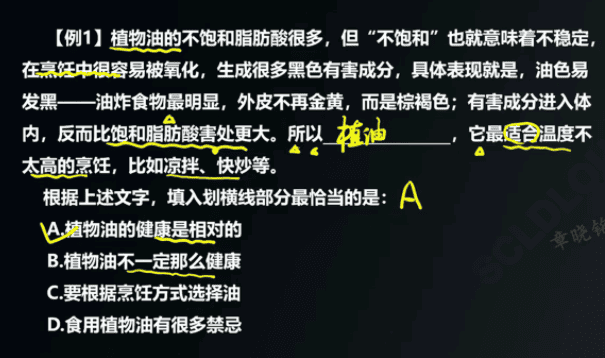 【例1】植物油的不饱和脂肪酸很多，但“不饱和”也就意味着不稳定，
在烹饪中很容易被氧化，生成很多黑色有害成分，具体表现就是，油色易
发黑——油炸食物最明显，外皮不再金黄，而是棕褐色；有害成分进入体
内，反而比饱和脂肪酸害处更大。所以 植油 ，它最适合温度不
太高的烹饪，比如凉拌、快炒等。
根据上述文字，填入划横线部分最恰当的是：A
A.植物油的健康是相对的
B.植物油不一定那么健康
C.要根据烹饪方式选择油
D.食用植物油有很多禁忌